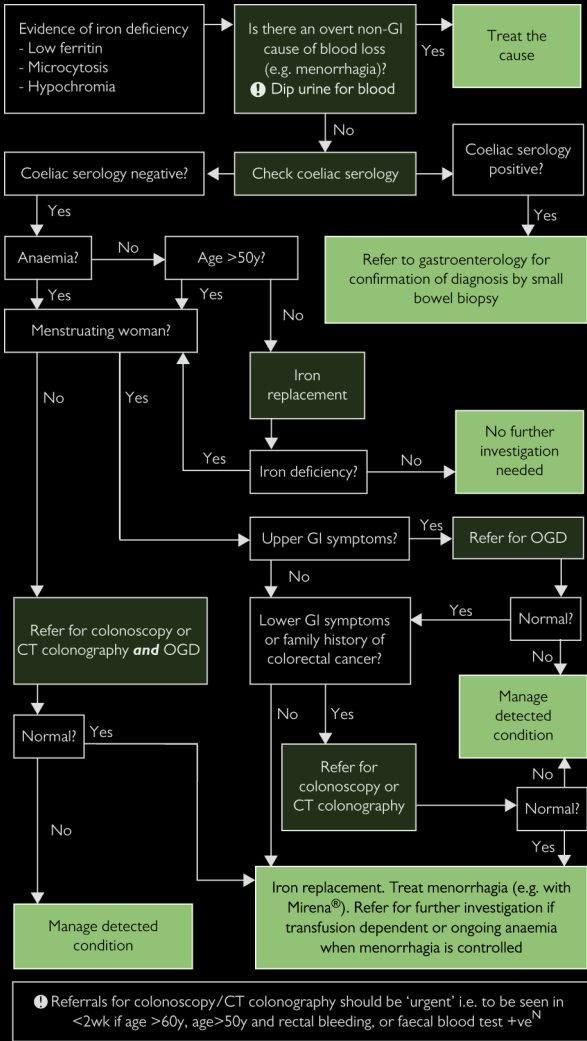 Evidence of iron deficiency
- Low ferritin
- Microcytosis
- Hypochromia
Is there an overt non-GI
cause of blood loss
(e.g. menorrhagia)?
! Dip urine for blood
Yes
Treat the
cause
No
Coeliac serology negative?
Check coeliac serology
Coeliac serology
positive?
Yes
Yes
Anaemia?
No
Age >50y?
Refer to gastroenterology for
confirmation of diagnosis by small
bowel biopsy
Yes
Yes
No
Menstruating woman?
No
Yes
Iron
replacement
Yes
Iron deficiency?
No
No further
investigation
needed
Upper GI symptoms?
Yes
Refer for OGD
No
Refer for colonoscopy or
CT colonography and OGD
Lower GI symptoms
or family history of
colorectal cancer?
Yes
Normal?
No
Manage
detected
condition
Normal?
Yes
No
Yes
Refer for
colonoscopy or
CT colonography
No
Normal?
No
Yes
Manage detected
condition
Iron replacement. Treat menorrhagia (e.g. with
Mirena®). Refer for further investigation if
transfusion dependent or ongoing anaemia
when menorrhagia is controlled
! Referrals for colonoscopy/CT colonography should be ‘urgent’ i.e. to be seen in
<2wk if age >60y, age>50y and rectal bleeding, or faecal blood test +veN